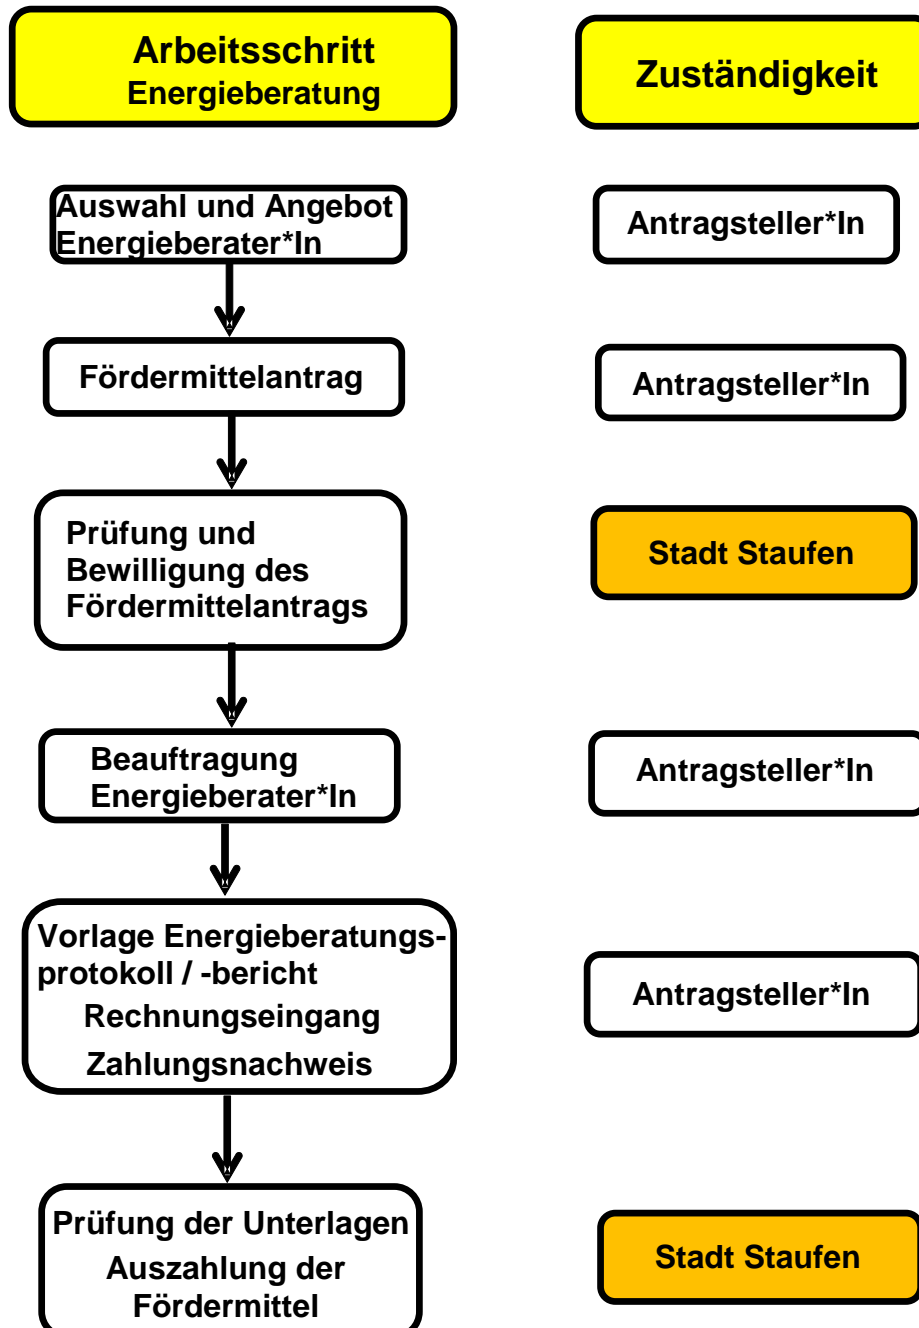 Arbeitsschritt
Energieberatung
Zuständigkeit
Auswahl und Angebot
Energieberater*In
Antragsteller*In
Fördermittelantrag
Antragsteller*In
Prüfung und
Bewilligung des
Fördermittelantrags
Stadt Staufen
Beauftragung
Energieberater*In
Antragsteller*In
Vorlage Energieberatungs-
protokoll / -bericht
Rechnungseingang
Zahlungsnachweis
Antragsteller*In
Prüfung der Unterlagen
Auszahlung der
Fördermittel
Stadt Staufen